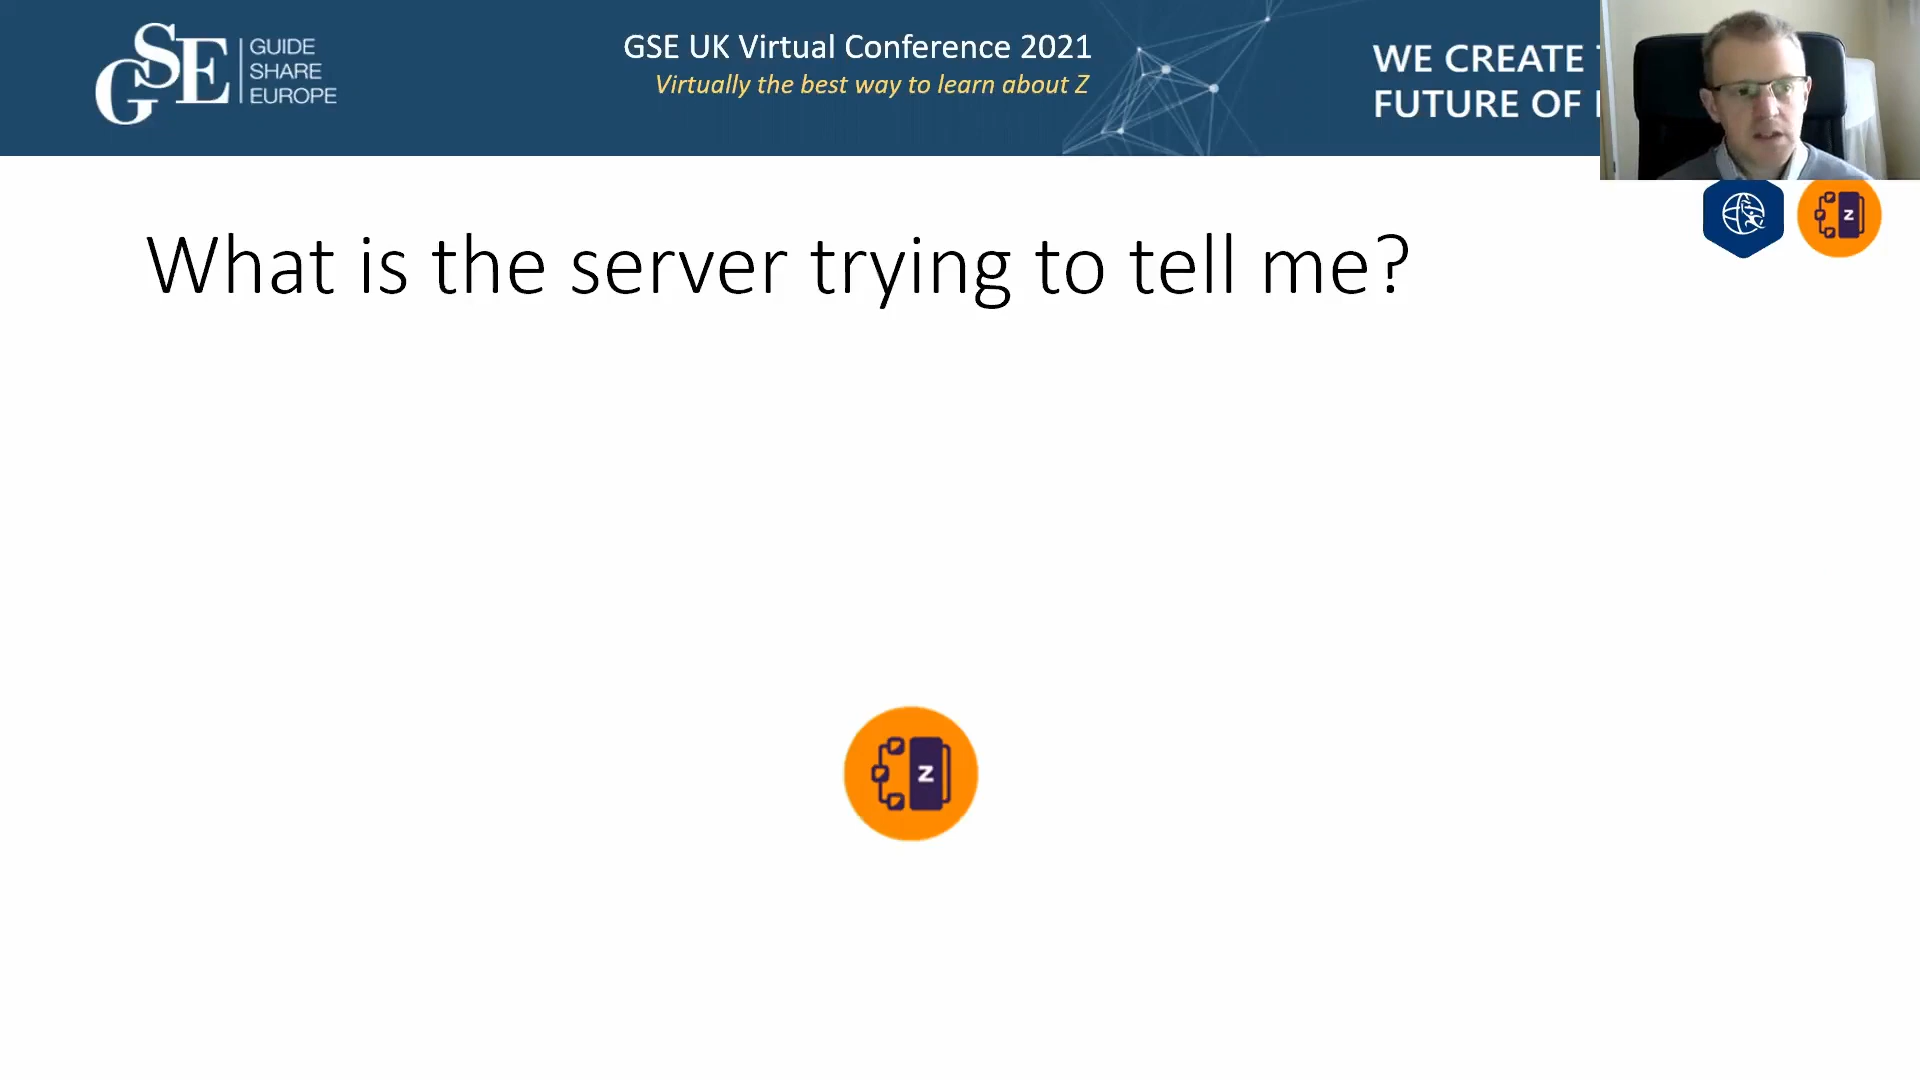 GSE
GUIDE
SHARE
EUROPE
GSE UK Virtual Conference 2021
Virtually the best way to learn about Z
WE CREATE
FUTURE OF
What is the server trying to tell me?
Z
Z